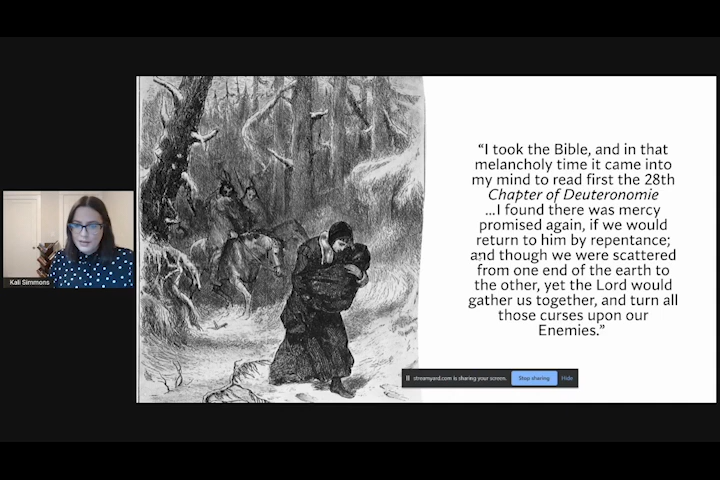 “I took the Bible, and in that
melancholy time it came into
my mind to read first the 28th
Chapter of Deuteronomie
...I found there was mercy
promised again, if we would
return to him by repentance;
and though we were scattered
from one end of the earth to
the other, yet the Lord would
gather us together, and turn all
those curses upon our
Enemies.”
Kali Simmons
streamyard.com is sharing your screen. Stop sharing Hide